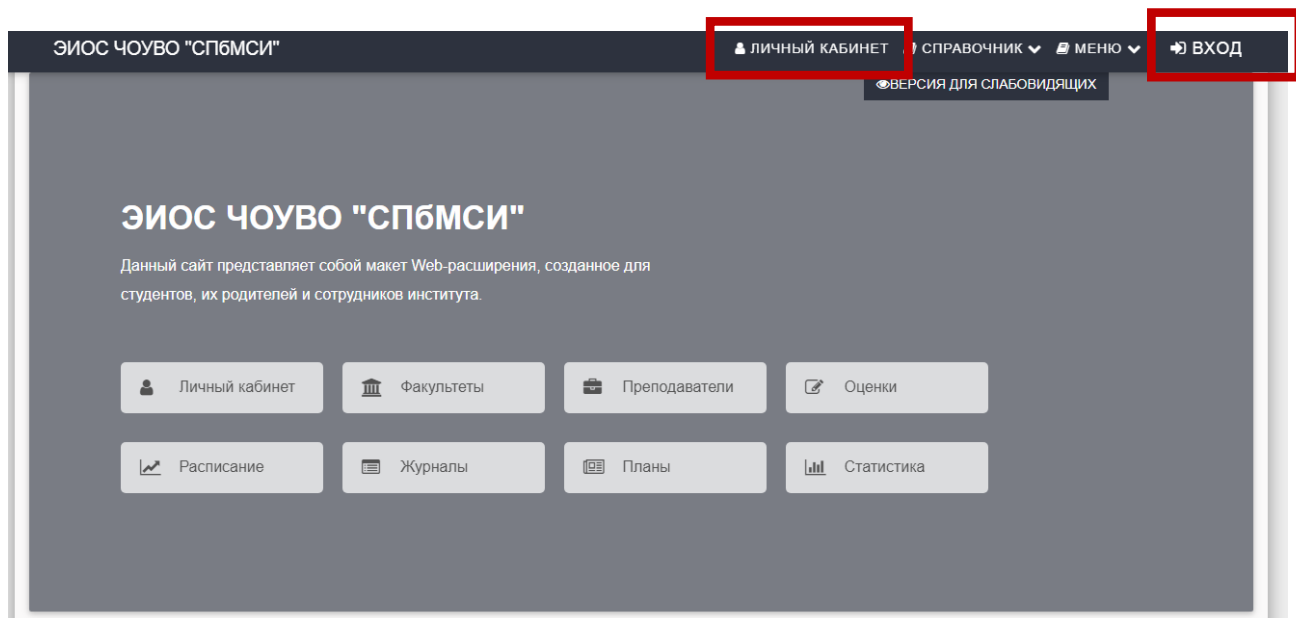 ЭИОС ЧОУВО "СПбМСИ"
ЛИЧНЫЙ КАБИНЕТ СПРАВОЧНИК МЕНЮ ВХОД
ВЕРСИЯ ДЛЯ СЛАБОВИДЯЩИХ
ЭИОС ЧОУВО "СПбМСИ"
Данный сайт представляет собой макет Web-расширения, созданное для
студентов, их родителей и сотрудников института.
Личный кабинет
Факультеты
Преподаватели
Оценки
Расписание
Журналы
Планы
Статистика